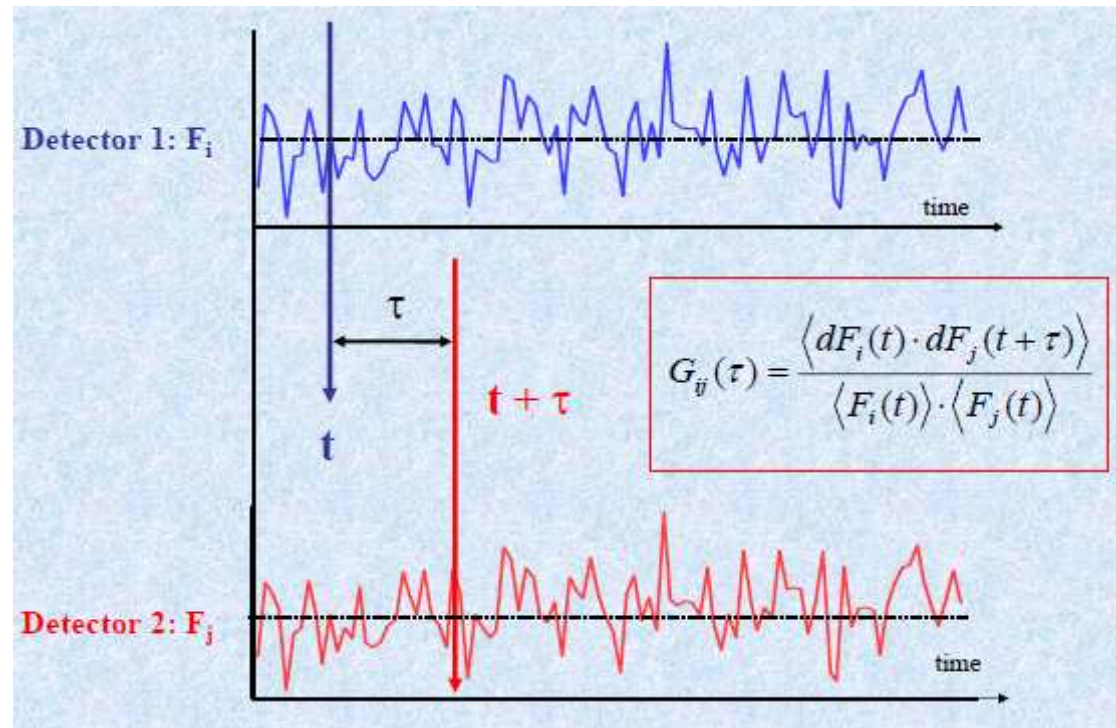 Detector 1: Fᵢ
time
τ
t + τ
t
Gᵢⱼ(τ) = ⟨dFᵢ(t) · dFⱼ(t + τ)⟩ / ⟨Fᵢ(t)⟩ · ⟨Fⱼ(t)⟩
Detector 2: Fⱼ
time